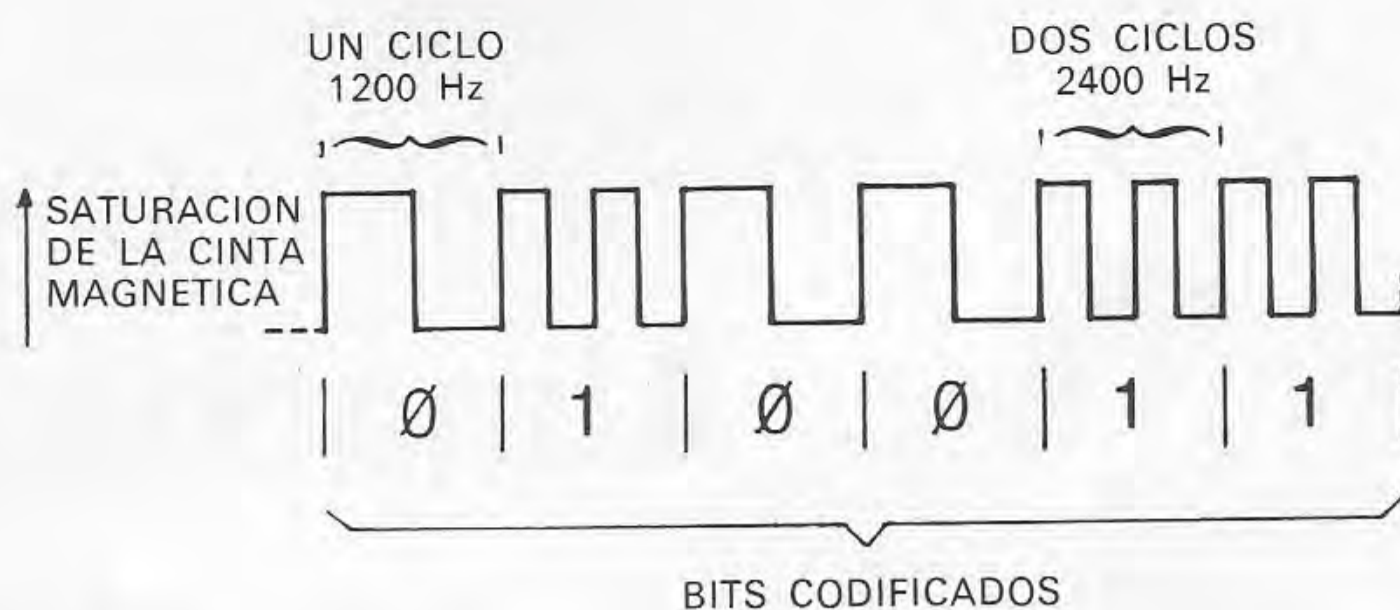 UN CICLO
1200 Hz
DOS CICLOS
2400 Hz
SATURACION
DE LA CINTA
MAGNETICA
Ø 1 Ø Ø 1 1
BITS CODIFICADOS